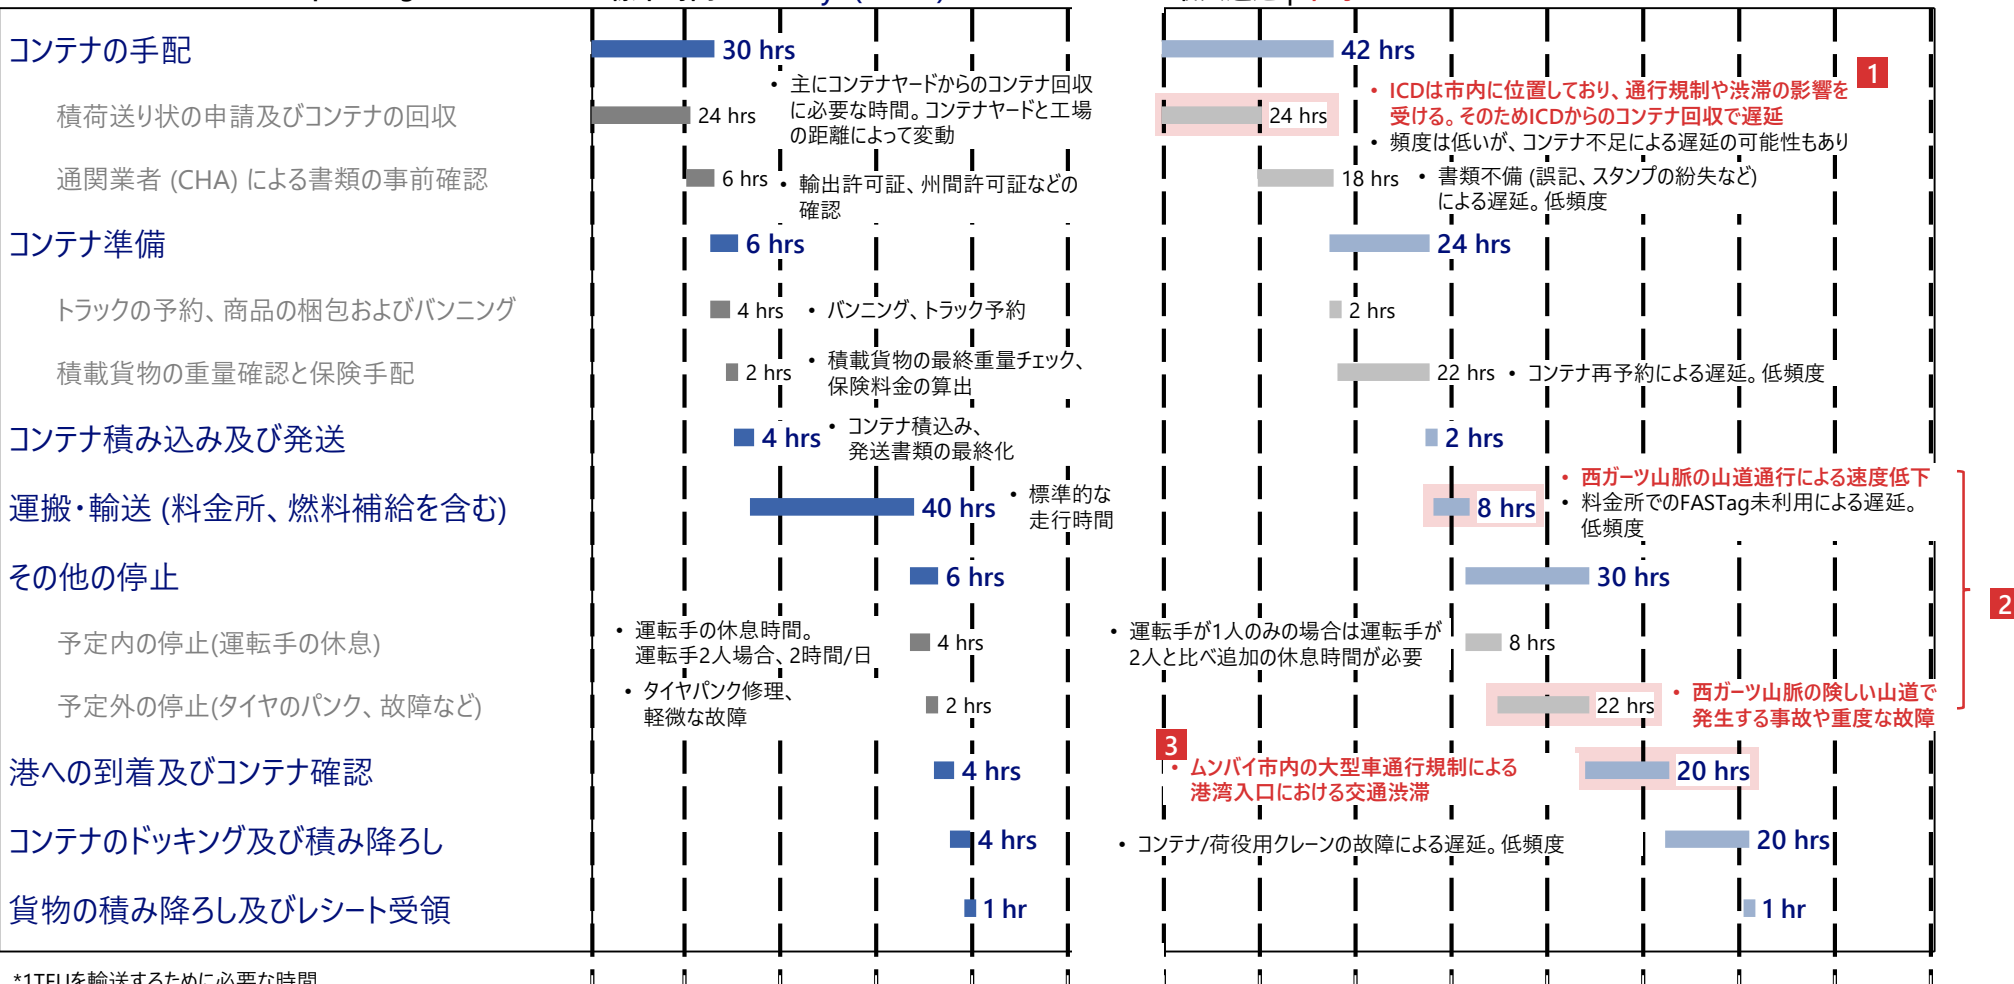 コンテナの手配
30 hrs
42 hrs
• 主にコンテナヤードからのコンテナ回収
に必要な時間。コンテナヤードと工場
の距離によって変動
1
• ICDは市内に位置しており、通行規制や渋滞の影響を
受ける。そのためICDからのコンテナ回収で遅延
• 頻度は低いが、コンテナ不足による遅延の可能性もあり
積荷送り状の申請及びコンテナの回収
24 hrs
24 hrs
通関業者 (CHA) による書類の事前確認
6 hrs
• 輸出許可証、州間許可証などの
確認
18 hrs
• 書類不備 (誤記、スタンプの紛失など)
による遅延。低頻度
コンテナ準備
6 hrs
24 hrs
トラックの予約、商品の梱包およびバンニング
4 hrs
• バンニング、トラック予約
2 hrs
積載貨物の重量確認と保険手配
2 hrs
• 積載貨物の最終重量チェック、
保険料金の算出
22 hrs
• コンテナ再予約による遅延。低頻度
コンテナ積み込み及び発送
4 hrs
• コンテナ積込み、
発送書類の最終化
2 hrs
運搬・輸送 (料金所、燃料補給を含む)
40 hrs
• 標準的な
走行時間
8 hrs
• 西ガーツ山脈の山道通行による速度低下
• 料金所でのFASTag未利用による遅延。
低頻度
その他の停止
6 hrs
30 hrs
2
予定内の停止(運転手の休息)
• 運転手の休息時間。
運転手2人場合、2時間/日
4 hrs
• 運転手が1人のみの場合は運転手が
2人と比べ追加の休息時間が必要
8 hrs
予定外の停止(タイヤのパンク、故障など)
• タイヤパンク修理、
軽微な故障
2 hrs
22 hrs
• 西ガーツ山脈の険しい山道で
発生する事故や重度な故障
港への到着及びコンテナ確認
4 hrs
3
• ムンバイ市内の大型車通行規制による
港湾入口における交通渋滞
20 hrs
コンテナのドッキング及び積み降ろし
4 hrs
• コンテナ/荷役用クレーンの故障による遅延。低頻度
20 hrs
貨物の積み降ろし及びレシート受領
1 hr
1 hr
*1TEUを輸送するために必要な時間